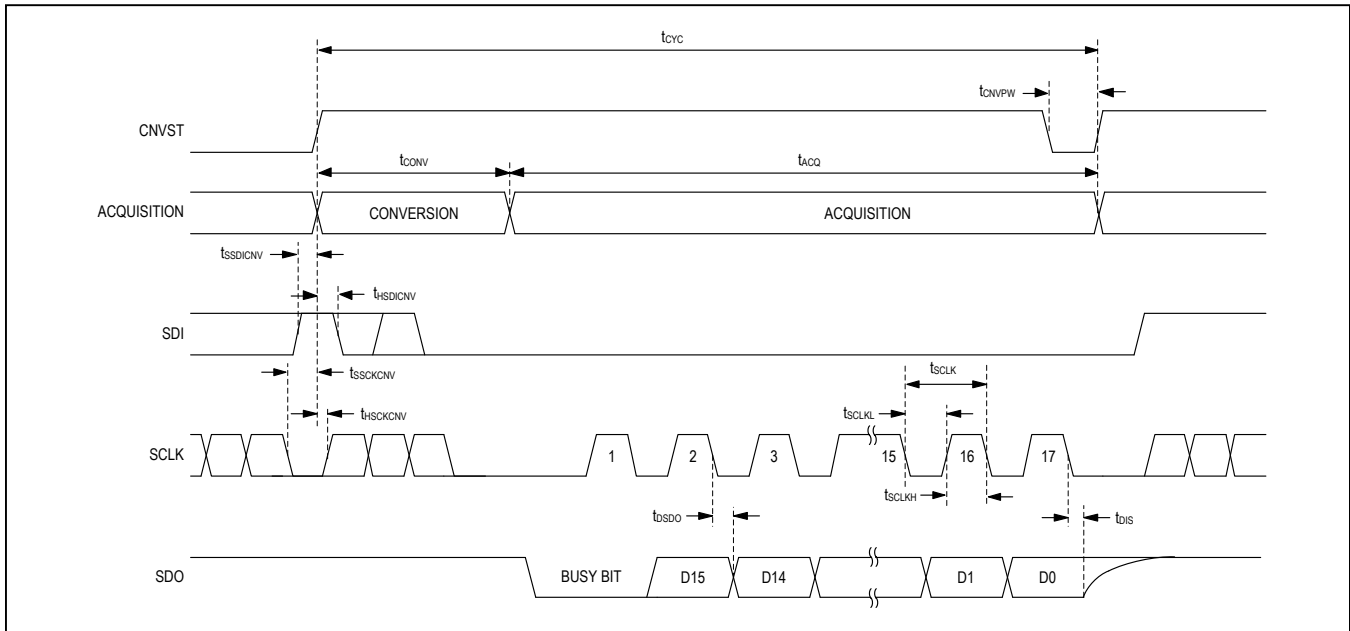 tCYC
tCNVPW
CNVST
tCONV
tACQ
ACQUISITION
CONVERSION
ACQUISITION
tSSDICNV
tHSDICNV
SDI
tSSCKCNV
tSCLK
tHSCKCNV
tSCLKL
SCLK
1 2 3 15 16 17
tSCLKH
tDSDO
tDIS
SDO
BUSY BIT D15 D14 D1 D0